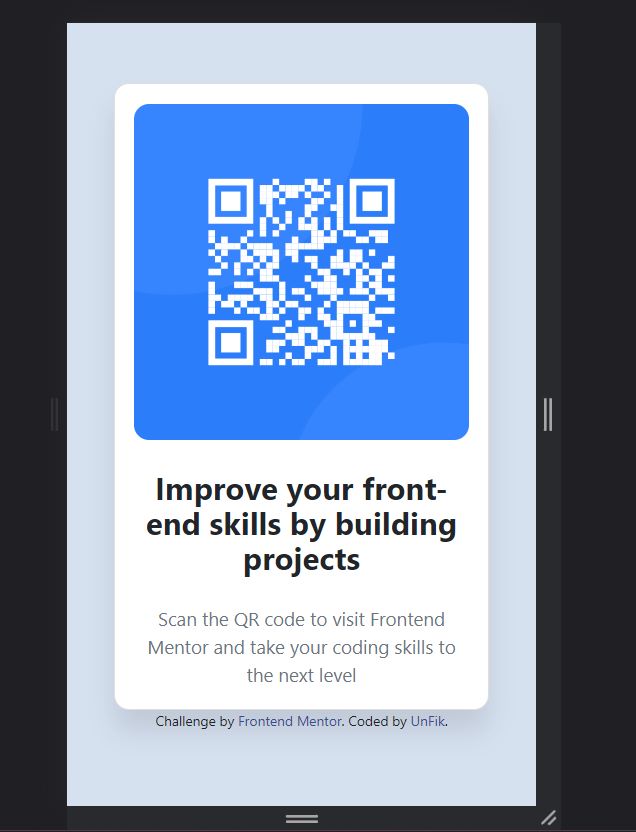 Improve your front-
end skills by building
projects
Scan the QR code to visit Frontend
Mentor and take your coding skills to
the next level
Challenge by Frontend Mentor. Coded by UnFik.